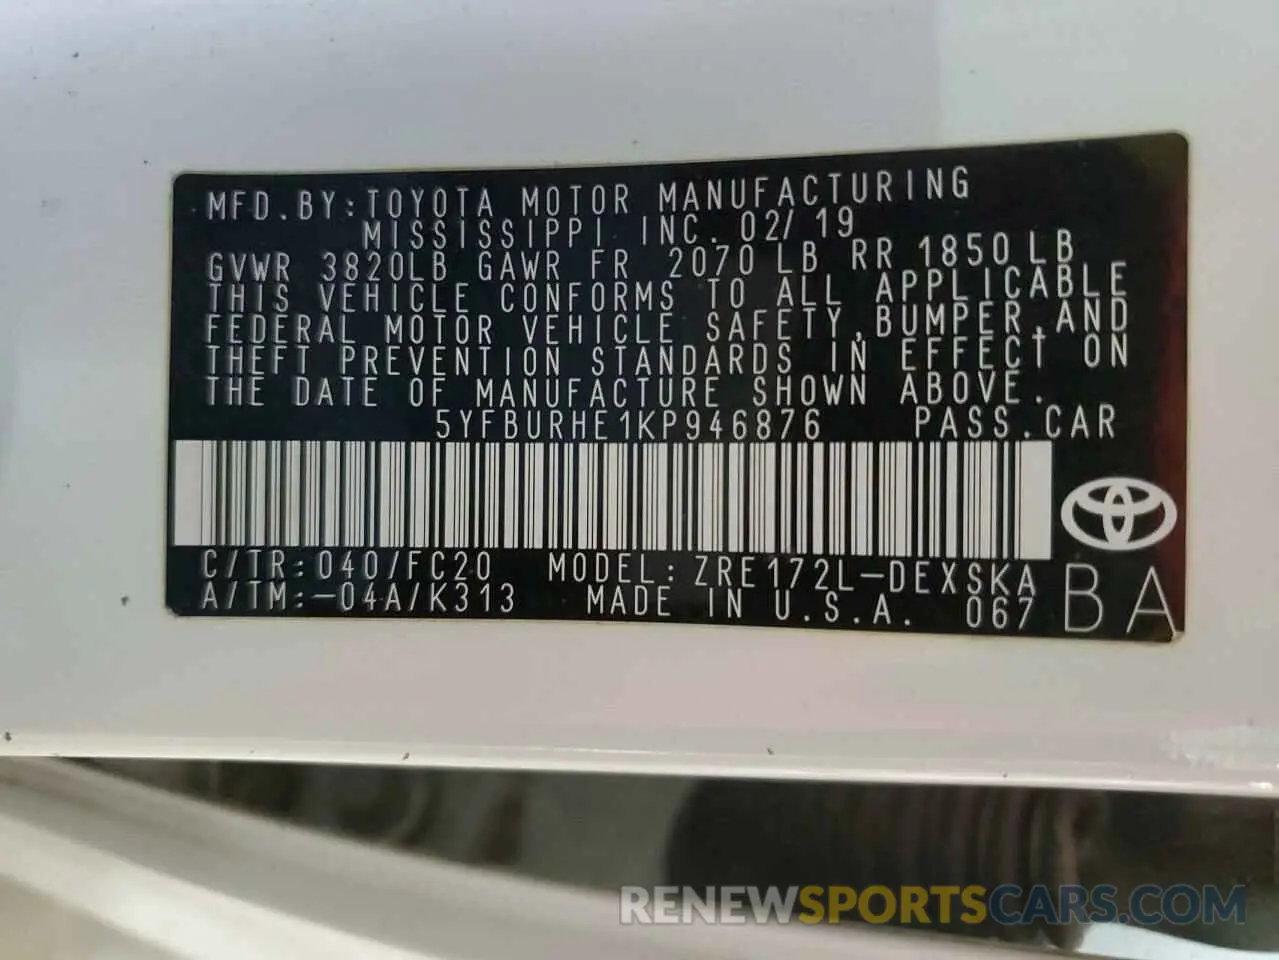 MFD.BY:TOYOTA MOTOR MANUFACTURING
MISSISSIPPI INC. 02/19
GVWR 3820LB GAWR FR 2070 LB RR 1850LB
THIS VEHICLE CONFORMS TO ALL APPLICABLE
FEDERAL MOTOR VEHICLE SAFETY,BUMPER,AND
THEFT PREVENTION STANDARDS IN EFFECT ON
THE DATE OF MANUFACTURE SHOWN ABOVE.
5YFBURHE1KP946876 PASS.CAR
C/TR:040/FC20 MODEL:ZRE172L-DEXSKA
A/TM:-04A/K313 MADE IN U.S.A. 067 BA
RENEWSPORTSCARS.COM